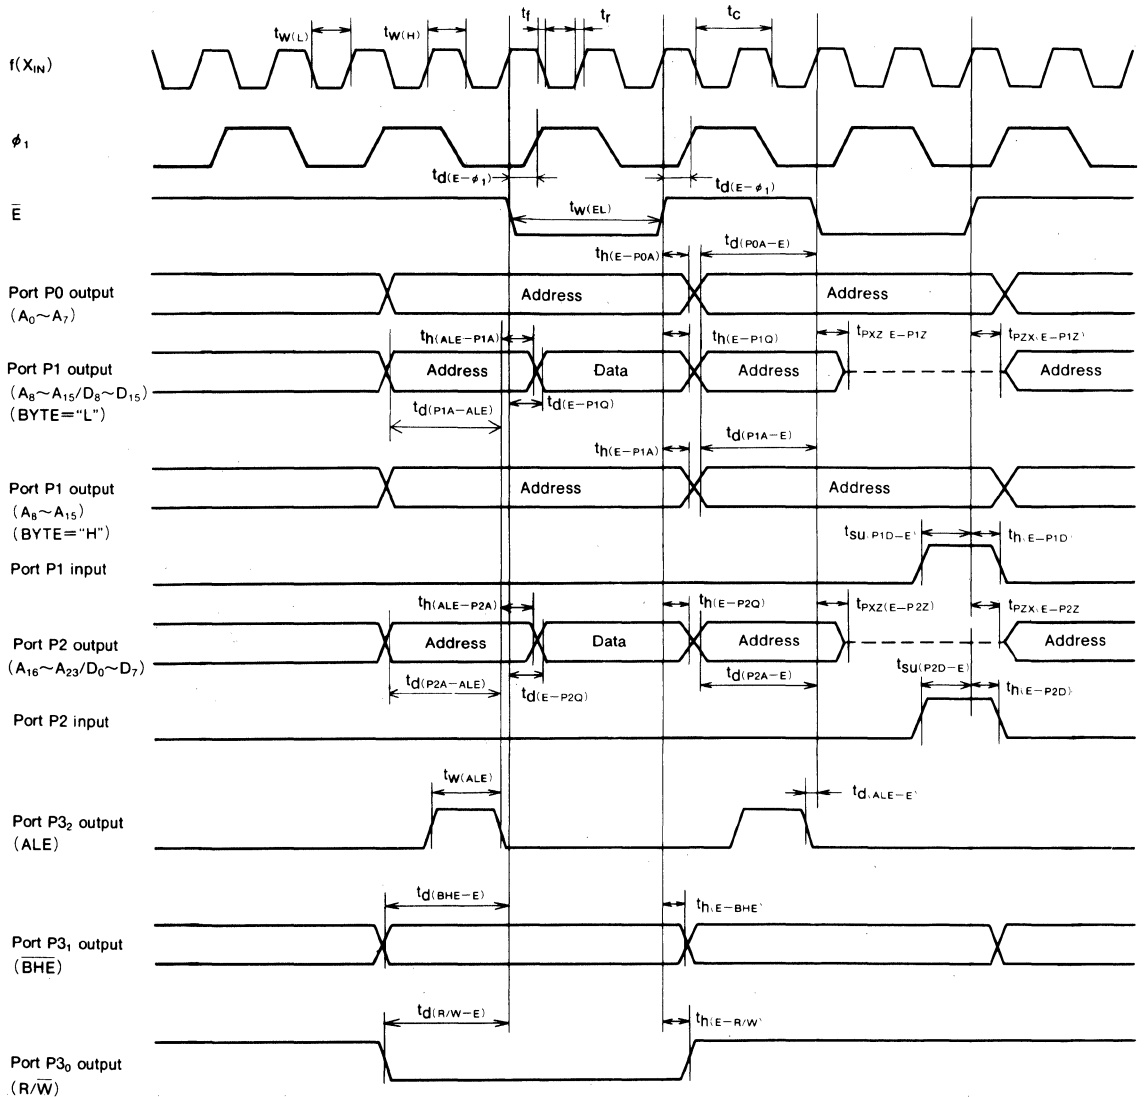 tf tr tC
tW(L) tW(H)
f(XIN)
ϕ1
td(E−ϕ1) td(E−ϕ1)
E̅ tW(EL)
th(E−P0A) td(P0A−E)
Port P0 output Address Address
(A0~A7)
th(ALE−P1A) th(E−P1Q) tPXZ E−P1Z tPZX(E−P1Z)
Port P1 output Address Data Address Address
(A8~A15/D8~D15) td(P1A−ALE) td(E−P1Q)
(BYTE="L")
th(E−P1A) td(P1A−E)
Port P1 output Address Address
(A8~A15)
(BYTE="H")
tsu(P1D−E) th(E−P1D)
Port P1 input
th(ALE−P2A) th(E−P2Q) tPXZ(E−P2Z) tPZX(E−P2Z
Port P2 output Address Data Address Address
(A16~A23/D0~D7) td(P2A−ALE) td(E−P2Q) td(P2A−E) tsu(P2D−E)
th(E−P2D)
Port P2 input
tW(ALE) td(ALE−E)
Port P32 output
(ALE)
td(BHE−E) th(E−BHE)
Port P31 output
(B̅H̅E̅)
td(R/W−E) th(E−R/W)
Port P30 output
(R/W̅)